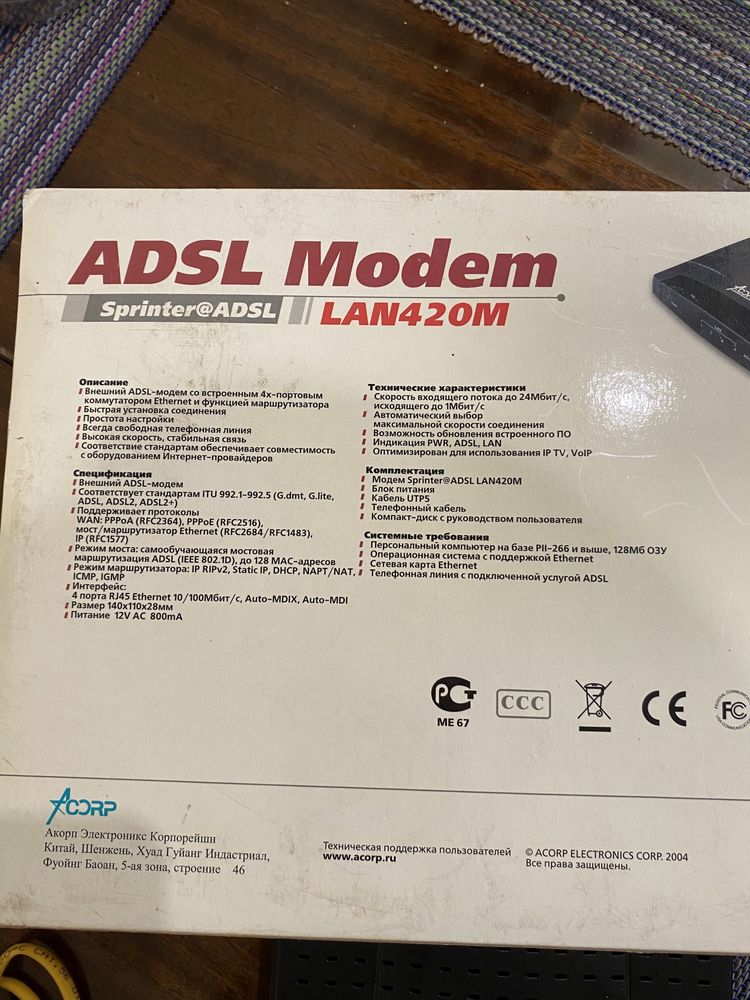 ADSL Modem
Sprinter@ADSL LAN420M
Описание
Внешний ADSL-модем со встроенным 4х-портовым
коммутатором Ethernet и функцией маршрутизатора
Быстрая установка соединения
Простота настройки
Всегда свободная телефонная линия
Высокая скорость, стабильная связь
Соответствие стандартам обеспечивает совместимость
с оборудованием Интернет-провайдеров
Спецификация
Внешний ADSL-модем
Соответствует стандартам ITU 992.1-992.5 (G.dmt, G.lite,
ADSL, ADSL2, ADSL2+)
Поддерживает протоколы
WAN: PPPoA (RFC2364), PPPoE (RFC2516),
мост/маршрутизатор Ethernet (RFC2684/RFC1483),
IP (RFC1577)
Режим моста: самообучающаяся мостовая
маршрутизация ADSL (IEEE 802.1D), до 128 MAC-адресов
Режим маршрутизатора: IP RIPv2, Static IP, DHCP, NAPT/NAT,
ICMP, IGMP
Интерфейс:
4 порта RJ45 Ethernet 10/100Мбит/с, Auto-MDIX, Auto-MDI
Размер 140x110x28мм
Питание 12V AC 800mA
Технические характеристики
Скорость входящего потока до 24Мбит/с,
исходящего до 1Мбит/с
Автоматический выбор
максимальной скорости соединения
Возможность обновления встроенного ПО
Индикация PWR, ADSL, LAN
Оптимизирован для использования IP TV, VoIP
Комплектация
Модем Sprinter@ADSL LAN420M
Блок питания
Кабель UTP5
Телефонный кабель
Компакт-диск с руководством пользователя
Системные требования
Персональный компьютер на базе PII-266 и выше, 128Мб ОЗУ
Операционная система с поддержкой Ethernet
Сетевая карта Ethernet
Телефонная линия с подключенной услугой ADSL
РСТ
ME 67
CCC
CE
FC
ACORP
Акорп Электроникс Корпорейшн
Китай, Шенжень, Хуад Гуйанг Индастриал,
Фуойнг Баоан, 5-ая зона, строение 46
Техническая поддержка пользователей
www.acorp.ru
© ACORP ELECTRONICS CORP. 2004
Все права защищены.